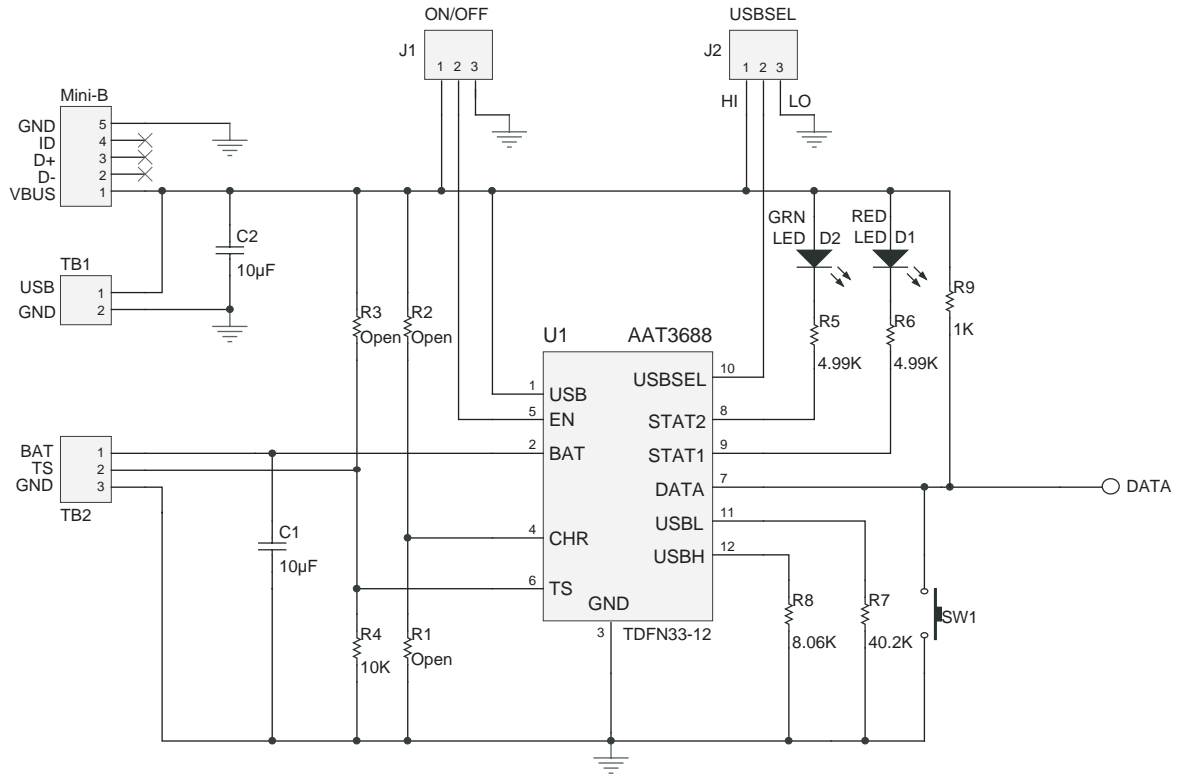 ON/OFF
J1
1 2 3
USBSEL
J2
1 2 3
HI
LO
Mini-B
GND 5
ID 4
D+ 3
D- 2
VBUS 1
C2
10µF
TB1
USB 1
GND 2
R3
Open
R2
Open
GRN
LED D2
RED
LED D1
R9
1K
R5
4.99K
R6
4.99K
U1 AAT3688
1 USB
5 EN
2 BAT
4 CHR
6 TS
USBSEL 10
STAT2 8
STAT1 9
DATA 7
USBL 11
USBH 12
GND
3
TDFN33-12
DATA
BAT 1
TS 2
GND 3
TB2
C1
10µF
R4
10K
R1
Open
R8
8.06K
R7
40.2K
SW1